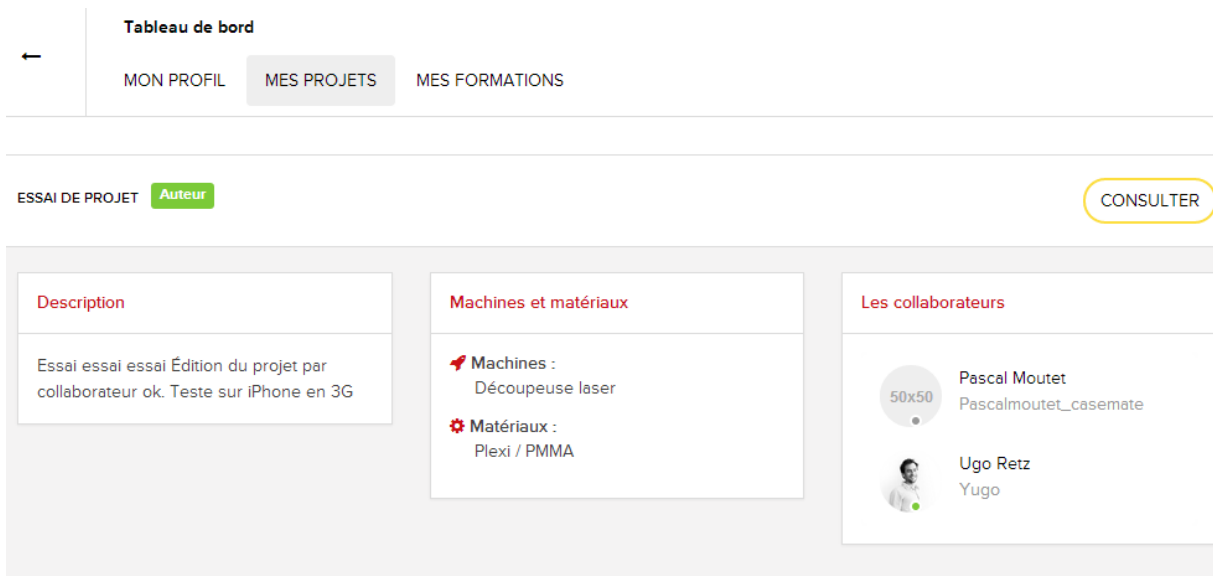 Tableau de bord
MON PROFIL MES PROJETS MES FORMATIONS
ESSAI DE PROJET Auteur
CONSULTER
Description
Essai essai essai Édition du projet par
collaborateur ok. Teste sur iPhone en 3G
Machines et matériaux
Machines :
Découpeuse laser
Matériaux :
Plexi / PMMA
Les collaborateurs
50x50
Pascal Moutet
Pascalmoutet_casemate
Ugo Retz
Yugo